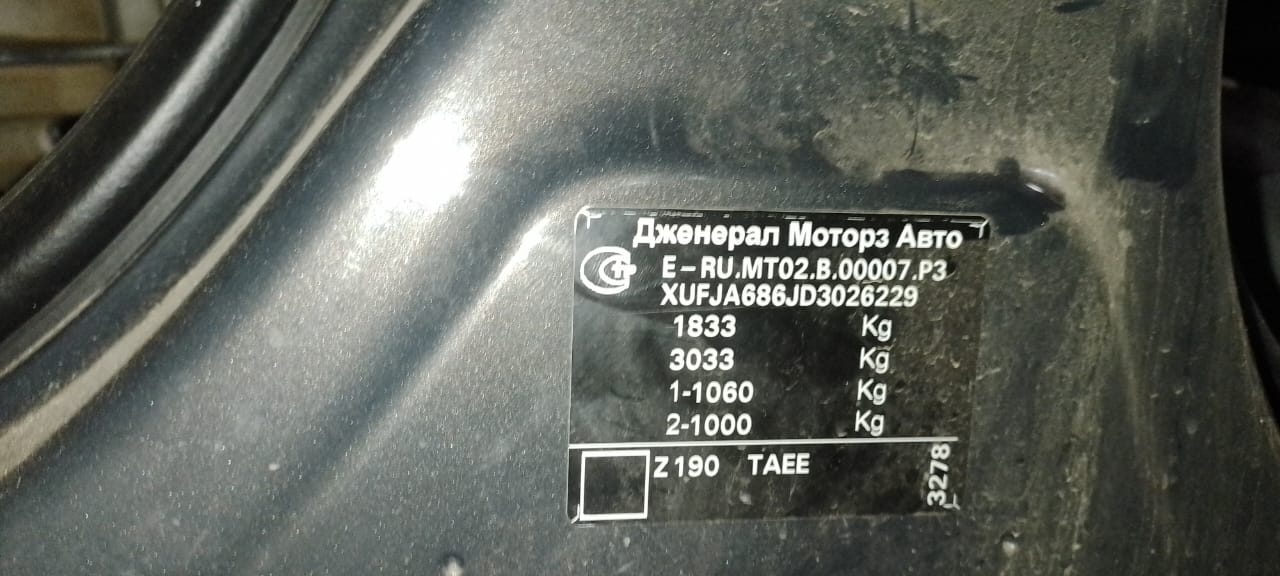 Дженерал Моторз Авто
E-RU.MT02.B.00007.P3
XUFJA686JD3026229
1833 Kg
3033 Kg
1-1060 Kg
2-1000 Kg
Z190 TAEE
3278